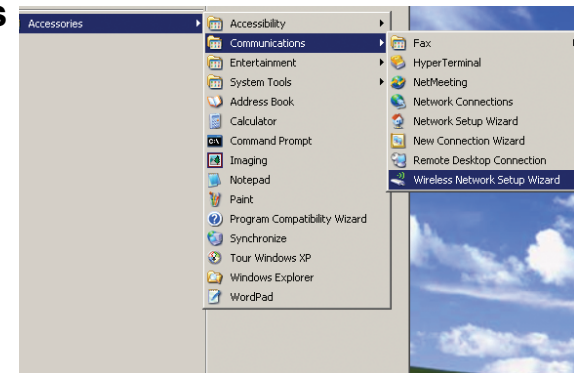 s
Accessories
Accessibility
Communications
Entertainment
System Tools
Address Book
Calculator
Command Prompt
Imaging
Notepad
Paint
Program Compatibility Wizard
Synchronize
Tour Windows XP
Windows Explorer
WordPad
Fax
HyperTerminal
NetMeeting
Network Connections
Network Setup Wizard
New Connection Wizard
Remote Desktop Connection
Wireless Network Setup Wizard